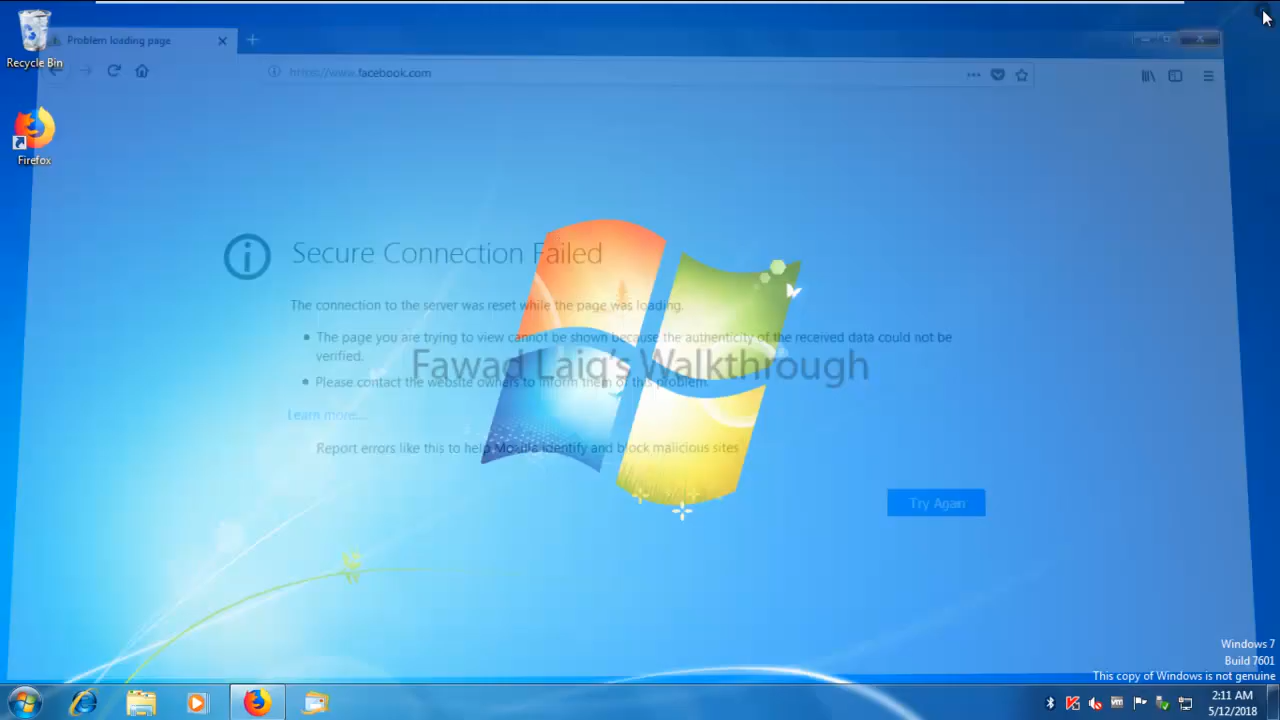 Recycle Bin
Problem loading page
https://www.facebook.com
Firefox
Secure Connection Failed
The connection to the server was reset while the page was loading.
The page you are trying to view cannot be shown because the authenticity of the received data could not be
verified.
Fawad Laiq's Walkthrough
Please contact the website owners to inform them of this problem.
Learn more...
Report errors like this to help Mozilla identify and block malicious sites
Try Again
Windows 7
Build 7601
This copy of Windows is not genuine
2:11 AM
5/12/2018